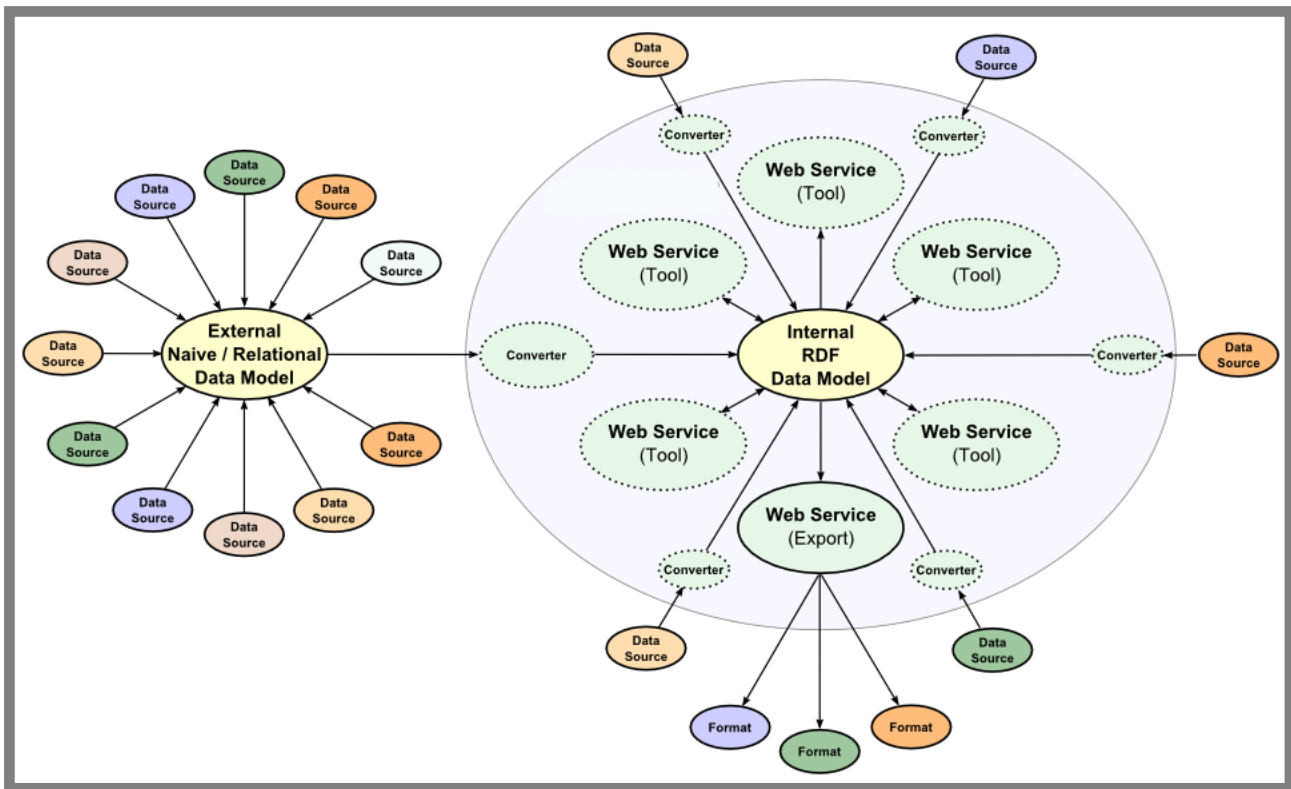 Data
Source
Data
Source
Data
Source
Data
Source
Data
Source
Data
Source
Data
Source
Data
Source
Data
Source
Data
Source
Data
Source
Data
Source
External
Naive / Relational
Data Model
Data
Source
Data
Source
Converter
Converter
Web Service
(Tool)
Web Service
(Tool)
Web Service
(Tool)
Converter
Internal
RDF
Data Model
Converter
Data
Source
Web Service
(Tool)
Web Service
(Tool)
Web Service
(Export)
Converter
Converter
Data
Source
Data
Source
Format
Format
Format